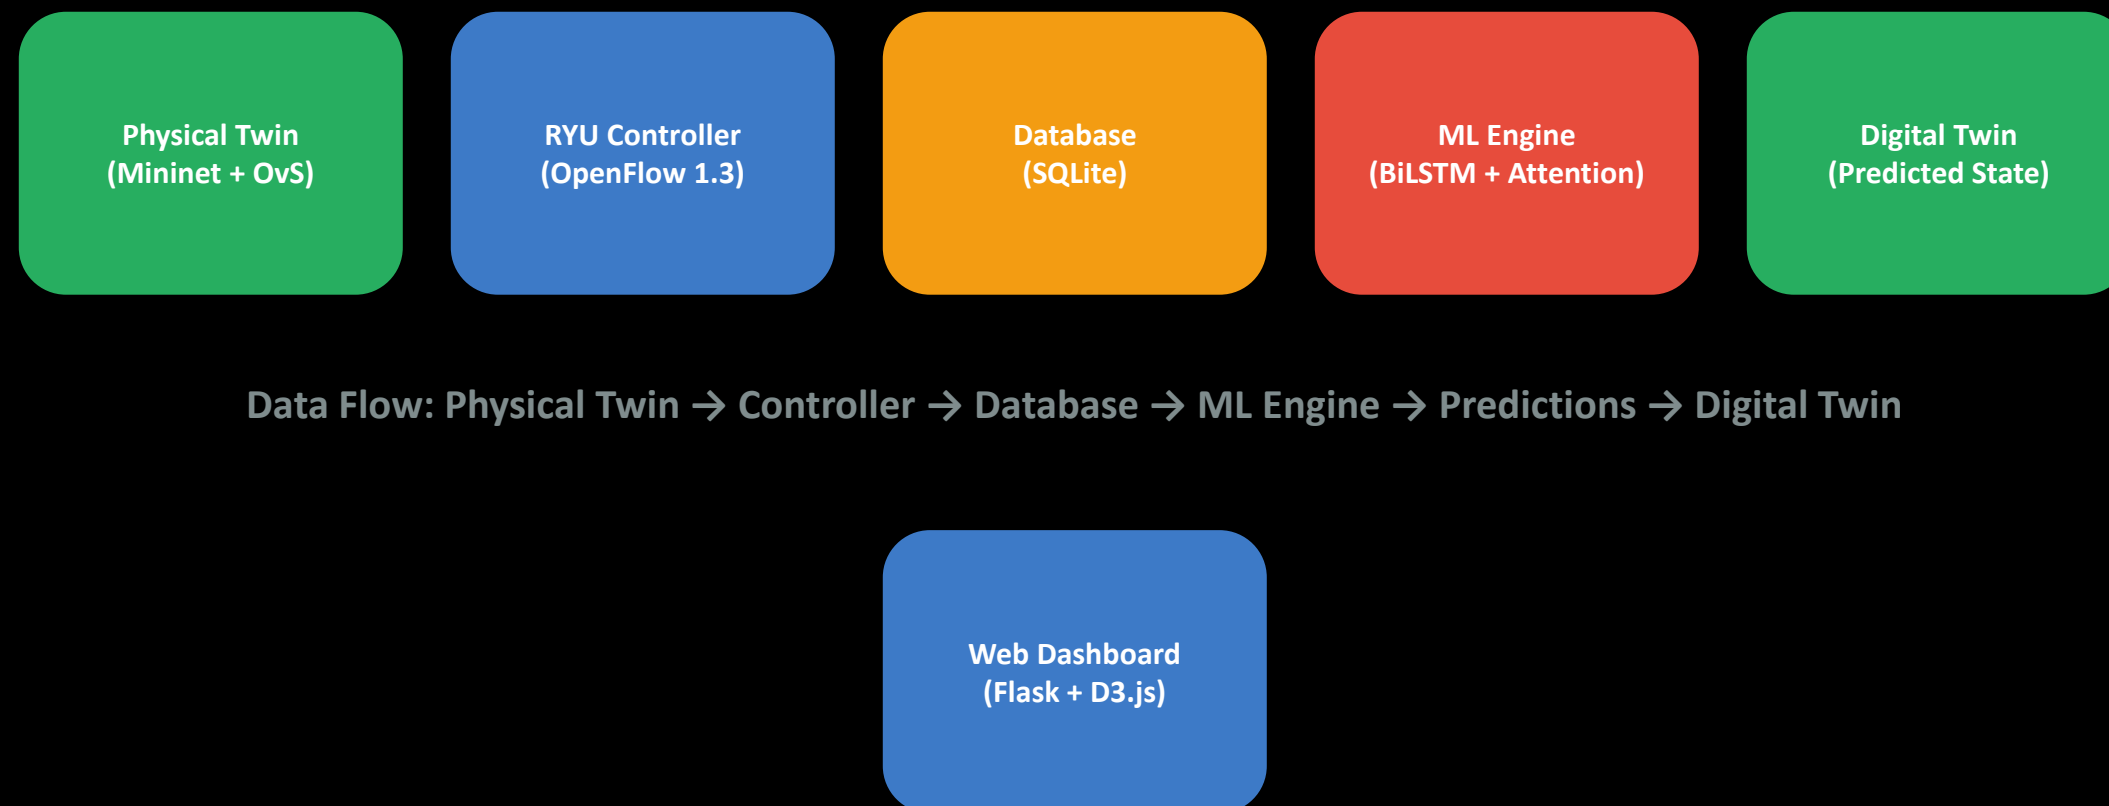 Physical Twin
(Mininet + OvS)
RYU Controller
(OpenFlow 1.3)
Database
(SQLite)
ML Engine
(BiLSTM + Attention)
Digital Twin
(Predicted State)
Data Flow: Physical Twin → Controller → Database → ML Engine → Predictions → Digital Twin
Web Dashboard
(Flask + D3.js)